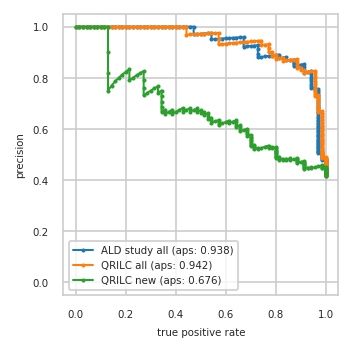 1.0
0.8
0.6
0.4
0.2
0.0
precision
ALD study all (aps: 0.938)
QRILC all (aps: 0.942)
QRILC new (aps: 0.676)
0.0 0.2 0.4 0.6 0.8 1.0
true positive rate